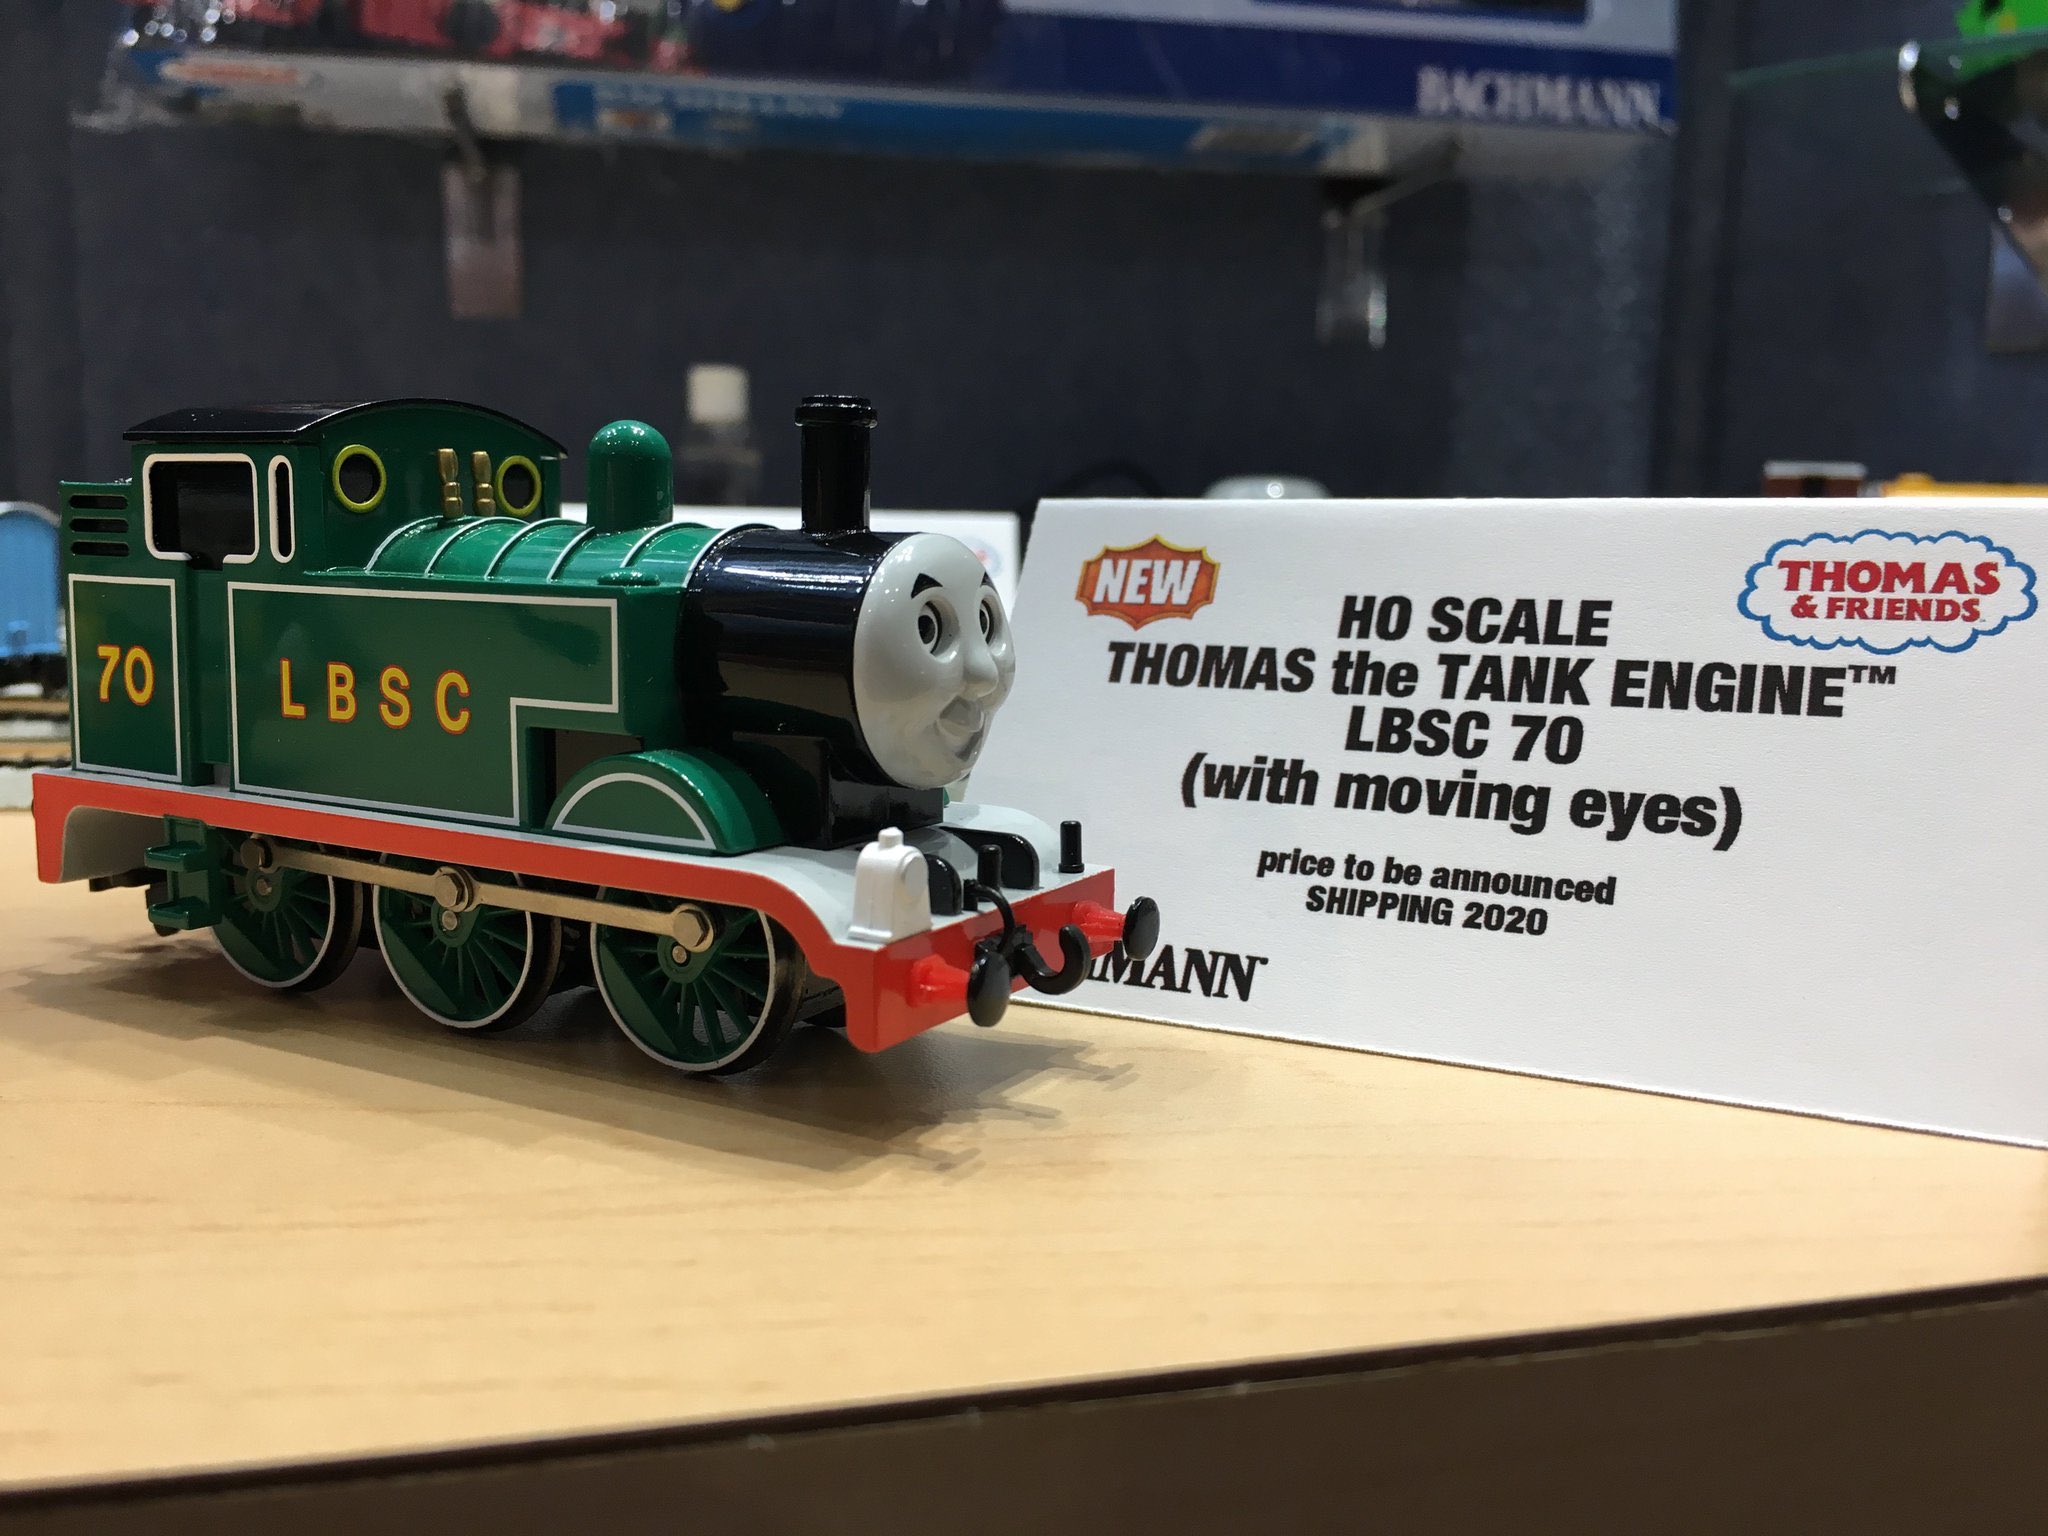 BACHMANN
70
LBSC
NEW
THOMAS
& FRIENDS
HO SCALE
THOMAS the TANK ENGINE™
LBSC 70
(with moving eyes)
price to be announced
SHIPPING 2020
MANN